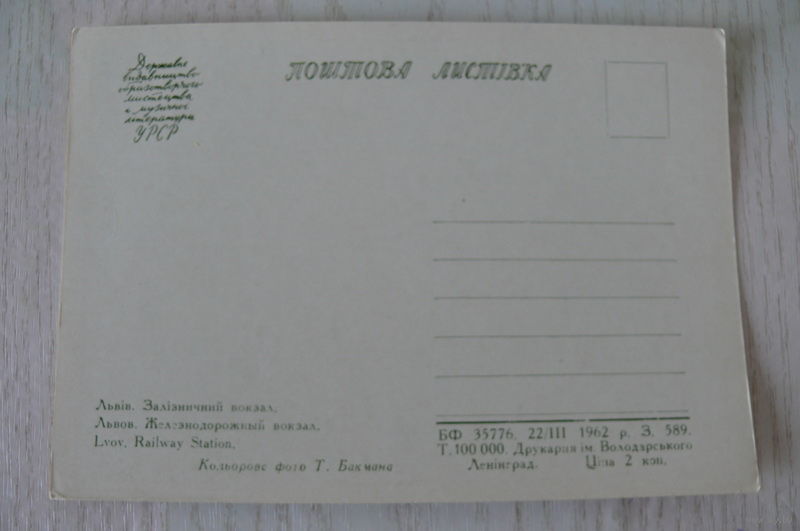 Державне
видавництво
образотворчого
мистецтва
і музичної
літератури
УРСР
ПОШТОВА ЛИСТІВКА
Львів. Залізничний вокзал.
Львов. Железнодорожный вокзал.
Lvov. Railway Station.
Кольорове фото Т. Бакмана
БФ 35776. 22/III 1962 р. З. 589.
Т. 100 000. Друкарня ім. Володарського
Ленінград. Ціна 2 коп.